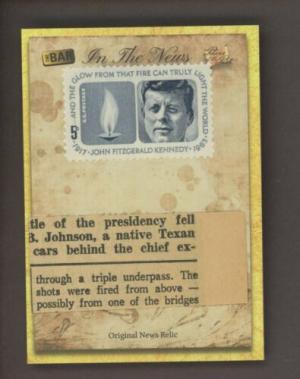 THE BAR
In The News
AND THE GLOW FROM THAT FIRE CAN TRULY LIGHT THE WORLD
5c
1917·JOHN FITZGERALD KENNEDY·1963
tle of the presidency fell
B. Johnson, a native Texan
cars behind the chief ex-
through a triple underpass. The
shots were fired from above —
possibly from one of the bridges
Original News Relic